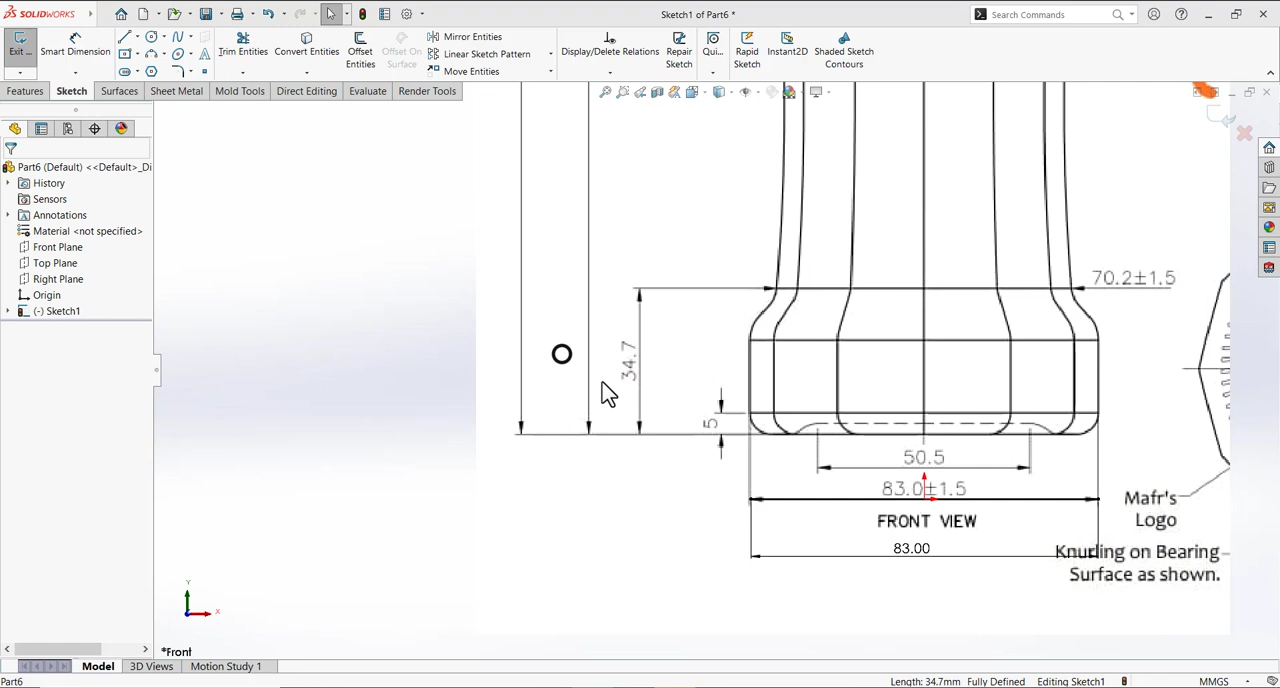 SOLIDWORKS
Sketch1 of Part6 *
Search Commands
Exit ...
Smart Dimension
Trim Entities
Convert Entities
Offset
Entities
Offset On
Surface
Mirror Entities
Linear Sketch Pattern
Move Entities
Display/Delete Relations
Repair
Sketch
Qui...
Rapid
Sketch
Instant2D
Shaded Sketch
Contours
Features
Sketch
Surfaces
Sheet Metal
Mold Tools
Direct Editing
Evaluate
Render Tools
Part6 (Default) <<Default>_Di
History
Sensors
Annotations
Material <not specified>
Front Plane
Top Plane
Right Plane
Origin
(-) Sketch1
70.2±1.5
34.7
5
50.5
83.0±1.5
FRONT VIEW
83.00
Mafr's
Logo
Knurling on Bearing
Surface as shown.
Y
X
*Front
Model
3D Views
Motion Study 1
Part6
Length: 34.7mm
Fully Defined
Editing Sketch1
MMGS